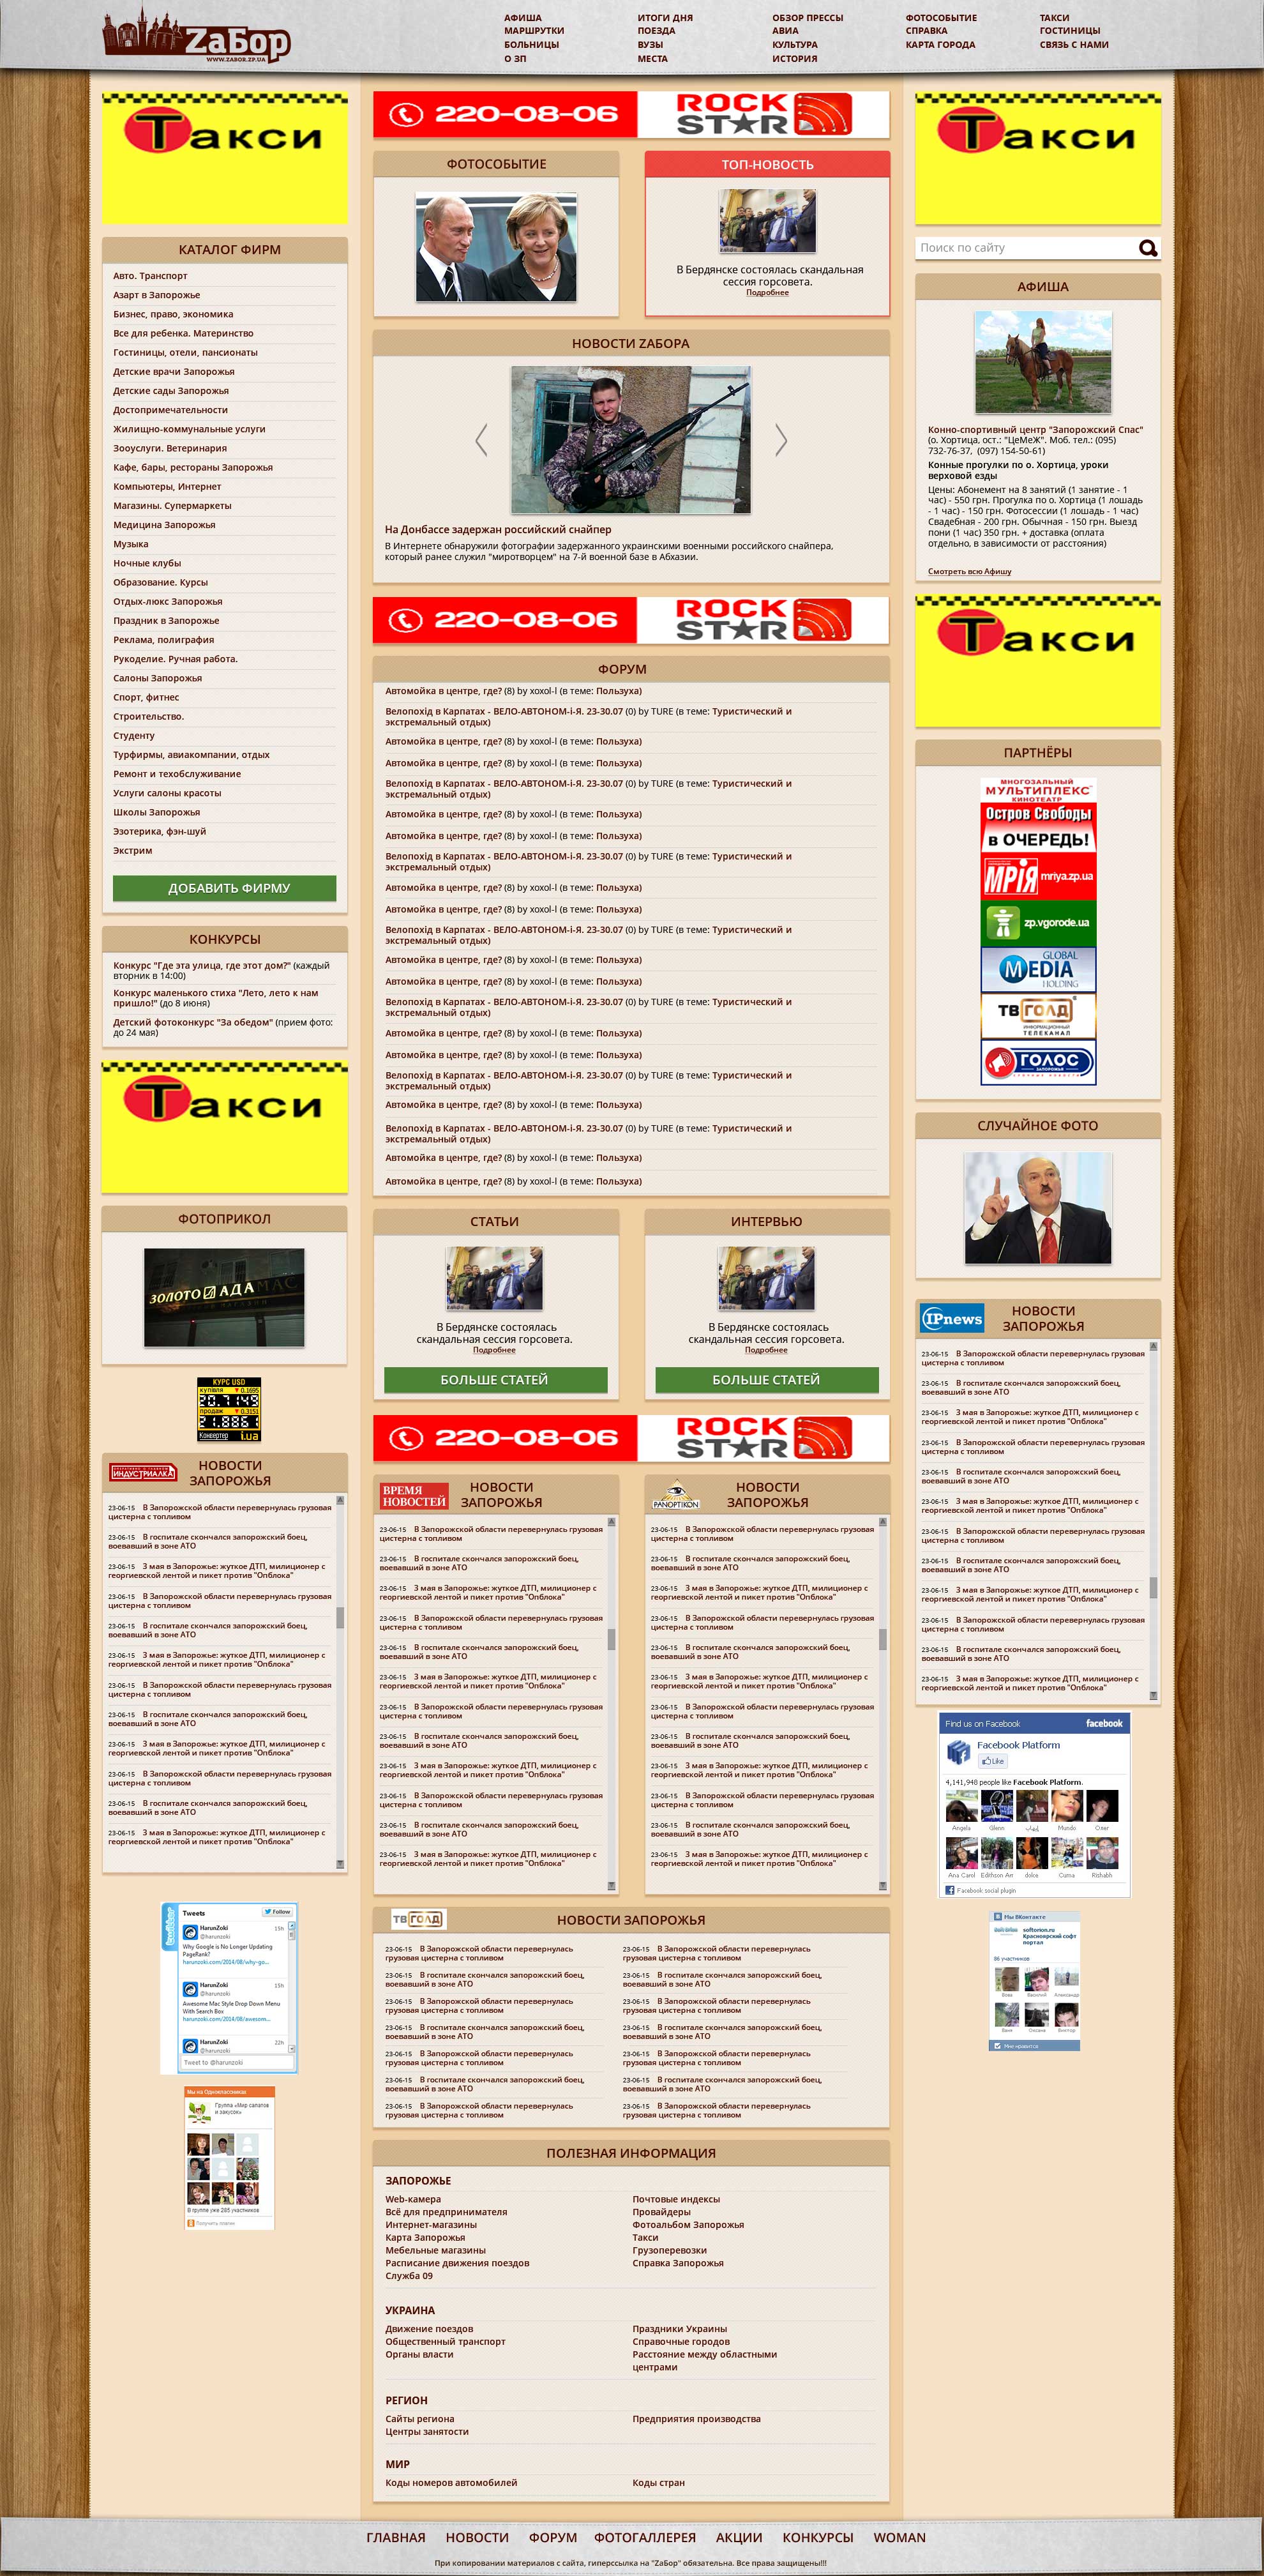 ZаБор
WWW.ZABOR.ZP.UA
АФИША
МАРШРУТКИ
БОЛЬНИЦЫ
О ЗП
ИТОГИ ДНЯ
ПОЕЗДА
ВУЗЫ
МЕСТА
ОБЗОР ПРЕССЫ
АВИА
КУЛЬТУРА
ИСТОРИЯ
ФОТОСОБЫТИЕ
СПРАВКА
КАРТА ГОРОДА
ТАКСИ
ГОСТИНИЦЫ
СВЯЗЬ С НАМИ
Такси
КАТАЛОГ ФИРМ
Авто. Транспорт
Азарт в Запорожье
Бизнес, право, экономика
Все для ребенка. Материнство
Гостиницы, отели, пансионаты
Детские врачи Запорожья
Детские сады Запорожья
Достопримечательности
Жилищно-коммунальные услуги
Зооуслуги. Ветеринария
Кафе, бары, рестораны Запорожья
Компьютеры, Интернет
Магазины. Супермаркеты
Медицина Запорожья
Музыка
Ночные клубы
Образование. Курсы
Отдых-люкс Запорожья
Праздник в Запорожье
Реклама, полиграфия
Рукоделие. Ручная работа.
Салоны Запорожья
Спорт, фитнес
Строительство.
Студенту
Турфирмы, авиакомпании, отдых
Ремонт и техобслуживание
Услуги салоны красоты
Школы Запорожья
Эзотерика, фэн-шуй
Экстрим
ДОБАВИТЬ ФИРМУ
КОНКУРСЫ
Конкурс "Где эта улица, где этот дом?" (каждый
вторник в 14:00)
Конкурс маленького стиха "Лето, лето к нам
пришло!" (до 8 июня)
Детский фотоконкурс "За обедом" (прием фото:
до 24 мая)
Такси
ФОТОПРИКОЛ
ЗОЛОТО АДАМАС
КУРС USD
купівля 0.1695
20.7149
продаж 0.3151
21.8861
Конвертер i.ua
ИНДУСТРИАЛКА
НОВОСТИ
ЗАПОРОЖЬЯ
23-06-15 В Запорожской области перевернулась грузовая
цистерна с топливом
23-06-15 В госпитале скончался запорожский боец,
воевавший в зоне АТО
23-06-15 3 мая в Запорожье: жуткое ДТП, милиционер с
георгиевской лентой и пикет против "Опблока"
23-06-15 В Запорожской области перевернулась грузовая
цистерна с топливом
23-06-15 В госпитале скончался запорожский боец,
воевавший в зоне АТО
23-06-15 3 мая в Запорожье: жуткое ДТП, милиционер с
георгиевской лентой и пикет против "Опблока"
23-06-15 В Запорожской области перевернулась грузовая
цистерна с топливом
23-06-15 В госпитале скончался запорожский боец,
воевавший в зоне АТО
23-06-15 3 мая в Запорожье: жуткое ДТП, милиционер с
георгиевской лентой и пикет против "Опблока"
23-06-15 В Запорожской области перевернулась грузовая
цистерна с топливом
23-06-15 В госпитале скончался запорожский боец,
воевавший в зоне АТО
23-06-15 3 мая в Запорожье: жуткое ДТП, милиционер с
георгиевской лентой и пикет против "Опблока"
twitter
Tweets Follow
HarunZoki 15h
@harunzoki
Why Google is No Longer Updating
PageRank?
harunzoki.com/2014/08/why-go...
HarunZoki 15h
@harunzoki
Awesome Mac Style Drop Down Menu
With Search Box
harunzoki.com/2014/08/awesom...
HarunZoki 22h
@harunzoki
Tweet to @harunzoki
Мы на Одноклассниках
Группа «Мир салатов
и закусок»
В группе уже 285 участников
220-08-06 ROCK STAR
ФОТОСОБЫТИЕ
ТОП-НОВОСТЬ
В Бердянске состоялась скандальная
сессия горсовета.
Подробнее
НОВОСТИ ZАБОРА
На Донбассе задержан российский снайпер
В Интернете обнаружили фотографии задержанного украинскими военными российского снайпера,
который ранее служил "миротворцем" на 7-й военной базе в Абхазии.
220-08-06 ROCK STAR
ФОРУМ
Автомойка в центре, где? (8) by xoxol-l (в теме: Пользуха)
Велопохід в Карпатах - ВЕЛО-АВТОНОМ-і-Я. 23-30.07 (0) by TURE (в теме: Туристический и
экстремальный отдых)
Автомойка в центре, где? (8) by xoxol-l (в теме: Пользуха)
Автомойка в центре, где? (8) by xoxol-l (в теме: Пользуха)
Велопохід в Карпатах - ВЕЛО-АВТОНОМ-і-Я. 23-30.07 (0) by TURE (в теме: Туристический и
экстремальный отдых)
Автомойка в центре, где? (8) by xoxol-l (в теме: Пользуха)
Автомойка в центре, где? (8) by xoxol-l (в теме: Пользуха)
Велопохід в Карпатах - ВЕЛО-АВТОНОМ-і-Я. 23-30.07 (0) by TURE (в теме: Туристический и
экстремальный отдых)
Автомойка в центре, где? (8) by xoxol-l (в теме: Пользуха)
Автомойка в центре, где? (8) by xoxol-l (в теме: Пользуха)
Велопохід в Карпатах - ВЕЛО-АВТОНОМ-і-Я. 23-30.07 (0) by TURE (в теме: Туристический и
экстремальный отдых)
Автомойка в центре, где? (8) by xoxol-l (в теме: Пользуха)
Автомойка в центре, где? (8) by xoxol-l (в теме: Пользуха)
Велопохід в Карпатах - ВЕЛО-АВТОНОМ-і-Я. 23-30.07 (0) by TURE (в теме: Туристический и
экстремальный отдых)
Автомойка в центре, где? (8) by xoxol-l (в теме: Пользуха)
Автомойка в центре, где? (8) by xoxol-l (в теме: Пользуха)
Велопохід в Карпатах - ВЕЛО-АВТОНОМ-і-Я. 23-30.07 (0) by TURE (в теме: Туристический и
экстремальный отдых)
Автомойка в центре, где? (8) by xoxol-l (в теме: Пользуха)
Велопохід в Карпатах - ВЕЛО-АВТОНОМ-і-Я. 23-30.07 (0) by TURE (в теме: Туристический и
экстремальный отдых)
Автомойка в центре, где? (8) by xoxol-l (в теме: Пользуха)
Автомойка в центре, где? (8) by xoxol-l (в теме: Пользуха)
СТАТЬИ
В Бердянске состоялась
скандальная сессия горсовета.
Подробнее
БОЛЬШЕ СТАТЕЙ
ИНТЕРВЬЮ
В Бердянске состоялась
скандальная сессия горсовета.
Подробнее
БОЛЬШЕ СТАТЕЙ
220-08-06 ROCK STAR
ВРЕМЯ
НОВОСТЕЙ
НОВОСТИ
ЗАПОРОЖЬЯ
23-06-15 В Запорожской области перевернулась грузовая
цистерна с топливом
23-06-15 В госпитале скончался запорожский боец,
воевавший в зоне АТО
23-06-15 3 мая в Запорожье: жуткое ДТП, милиционер с
георгиевской лентой и пикет против "Опблока"
23-06-15 В Запорожской области перевернулась грузовая
цистерна с топливом
23-06-15 В госпитале скончался запорожский боец,
воевавший в зоне АТО
23-06-15 3 мая в Запорожье: жуткое ДТП, милиционер с
георгиевской лентой и пикет против "Опблока"
23-06-15 В Запорожской области перевернулась грузовая
цистерна с топливом
23-06-15 В госпитале скончался запорожский боец,
воевавший в зоне АТО
23-06-15 3 мая в Запорожье: жуткое ДТП, милиционер с
георгиевской лентой и пикет против "Опблока"
23-06-15 В Запорожской области перевернулась грузовая
цистерна с топливом
23-06-15 В госпитале скончался запорожский боец,
воевавший в зоне АТО
23-06-15 3 мая в Запорожье: жуткое ДТП, милиционер с
георгиевской лентой и пикет против "Опблока"
PANOPTIKON
НОВОСТИ
ЗАПОРОЖЬЯ
23-06-15 В Запорожской области перевернулась грузовая
цистерна с топливом
23-06-15 В госпитале скончался запорожский боец,
воевавший в зоне АТО
23-06-15 3 мая в Запорожье: жуткое ДТП, милиционер с
георгиевской лентой и пикет против "Опблока"
23-06-15 В Запорожской области перевернулась грузовая
цистерна с топливом
23-06-15 В госпитале скончался запорожский боец,
воевавший в зоне АТО
23-06-15 3 мая в Запорожье: жуткое ДТП, милиционер с
георгиевской лентой и пикет против "Опблока"
23-06-15 В Запорожской области перевернулась грузовая
цистерна с топливом
23-06-15 В госпитале скончался запорожский боец,
воевавший в зоне АТО
23-06-15 3 мая в Запорожье: жуткое ДТП, милиционер с
георгиевской лентой и пикет против "Опблока"
23-06-15 В Запорожской области перевернулась грузовая
цистерна с топливом
23-06-15 В госпитале скончался запорожский боец,
воевавший в зоне АТО
23-06-15 3 мая в Запорожье: жуткое ДТП, милиционер с
георгиевской лентой и пикет против "Опблока"
ТВ ГОЛД
НОВОСТИ ЗАПОРОЖЬЯ
23-06-15 В Запорожской области перевернулась
грузовая цистерна с топливом
23-06-15 В госпитале скончался запорожский боец,
воевавший в зоне АТО
23-06-15 В Запорожской области перевернулась
грузовая цистерна с топливом
23-06-15 В госпитале скончался запорожский боец,
воевавший в зоне АТО
23-06-15 В Запорожской области перевернулась
грузовая цистерна с топливом
23-06-15 В госпитале скончался запорожский боец,
воевавший в зоне АТО
23-06-15 В Запорожской области перевернулась
грузовая цистерна с топливом
23-06-15 В Запорожской области перевернулась
грузовая цистерна с топливом
23-06-15 В госпитале скончался запорожский боец,
воевавший в зоне АТО
23-06-15 В Запорожской области перевернулась
грузовая цистерна с топливом
23-06-15 В госпитале скончался запорожский боец,
воевавший в зоне АТО
23-06-15 В Запорожской области перевернулась
грузовая цистерна с топливом
23-06-15 В госпитале скончался запорожский боец,
воевавший в зоне АТО
23-06-15 В Запорожской области перевернулась
грузовая цистерна с топливом
ПОЛЕЗНАЯ ИНФОРМАЦИЯ
ЗАПОРОЖЬЕ
Web-камера
Всё для предпринимателя
Интернет-магазины
Карта Запорожья
Мебельные магазины
Расписание движения поездов
Служба 09
Почтовые индексы
Провайдеры
Фотоальбом Запорожья
Такси
Грузоперевозки
Справка Запорожья
УКРАИНА
Движение поездов
Общественный транспорт
Органы власти
Праздники Украины
Справочные городов
Расстояние между областными
центрами
РЕГИОН
Сайты региона
Центры занятости
Предприятия производства
МИР
Коды номеров автомобилей
Коды стран
Такси
Поиск по сайту
АФИША
Конно-спортивный центр "Запорожский Спас"
(о. Хортица, ост.: "ЦеМеЖ". Моб. тел.: (095)
732-76-37, (097) 154-50-61)
Конные прогулки по о. Хортица, уроки
верховой езды
Цены: Абонемент на 8 занятий (1 занятие - 1
час) - 550 грн. Прогулка по о. Хортица (1 лошадь
- 1 час) - 150 грн. Фотосессии (1 лошадь - 1 час)
Свадебная - 200 грн. Обычная - 150 грн. Выезд
пони (1 час) 350 грн. + доставка (оплата
отдельно, в зависимости от расстояния)
Смотреть всю Афишу
Такси
ПАРТНЁРЫ
МНОГОЗАЛЬНЫЙ
МУЛЬТИПЛЕКС
КИНОТЕАТР
Остров Свободы
в ОЧЕРЕДЬ!
МРІЯ mriya.zp.ua
zp.vgorode.ua
GLOBAL
MEDIA
HOLDING
ТВ ГОЛД
ИНФОРМАЦИОННЫЙ
ТЕЛЕКАНАЛ
ГОЛОС
ЗАПОРОЖЬЯ
СЛУЧАЙНОЕ ФОТО
IPnews
НОВОСТИ
ЗАПОРОЖЬЯ
23-06-15 В Запорожской области перевернулась грузовая
цистерна с топливом
23-06-15 В госпитале скончался запорожский боец,
воевавший в зоне АТО
23-06-15 3 мая в Запорожье: жуткое ДТП, милиционер с
георгиевской лентой и пикет против "Опблока"
23-06-15 В Запорожской области перевернулась грузовая
цистерна с топливом
23-06-15 В госпитале скончался запорожский боец,
воевавший в зоне АТО
23-06-15 3 мая в Запорожье: жуткое ДТП, милиционер с
георгиевской лентой и пикет против "Опблока"
23-06-15 В Запорожской области перевернулась грузовая
цистерна с топливом
23-06-15 В госпитале скончался запорожский боец,
воевавший в зоне АТО
23-06-15 3 мая в Запорожье: жуткое ДТП, милиционер с
георгиевской лентой и пикет против "Опблока"
23-06-15 В Запорожской области перевернулась грузовая
цистерна с топливом
23-06-15 В госпитале скончался запорожский боец,
воевавший в зоне АТО
23-06-15 3 мая в Запорожье: жуткое ДТП, милиционер с
георгиевской лентой и пикет против "Опблока"
Find us on Facebook facebook
Facebook Platform
Like
4,141,948 people like Facebook Platform.
Angela Glenn إيهاب Mundo Omer
Ana Carol Edithson Am dolce Cuma Rishabh
Facebook social plugin
Мы ВКонтакте
softorion.ru
Красноярский софт
портал
86 участников
Вова Василий Александр
Ваня Оксана Виктор
Мне нравится
ГЛАВНАЯ НОВОСТИ ФОРУМ ФОТОГАЛЛЕРЕЯ АКЦИИ КОНКУРСЫ WOMAN
При копировании материалов с сайта, гиперссылка на "ZaБор" обязательна. Все права защищены!!!